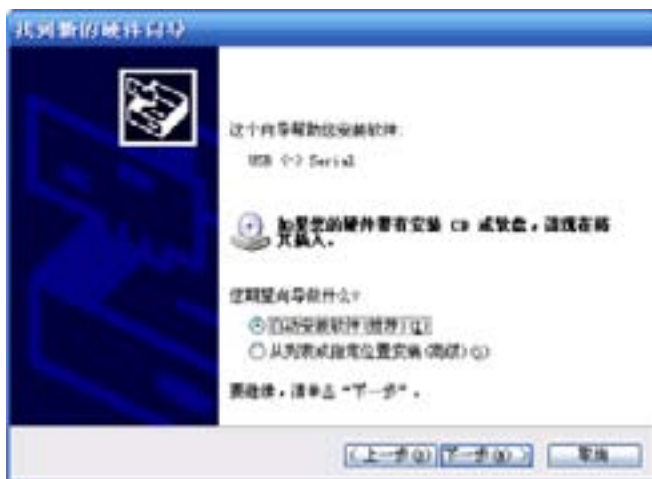 找到新的硬件向导
这个向导帮助您安装软件:
USB <-> Serial
如果您的硬件带有安装 CD 或软盘，请现在将
其插入。
您期望向导做什么?
自动安装软件(推荐)(I)
从列表或指定位置安装(高级)(S)
要继续，请单击“下一步”。
<上一步(B) 下一步(N)> 取消